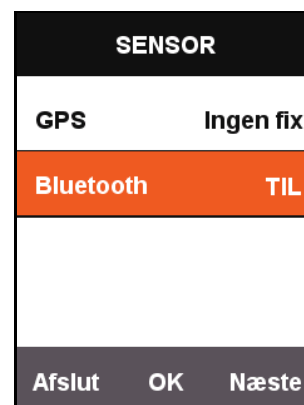 SENSOR
GPS Ingen fix
Bluetooth TIL
Afslut OK Næste